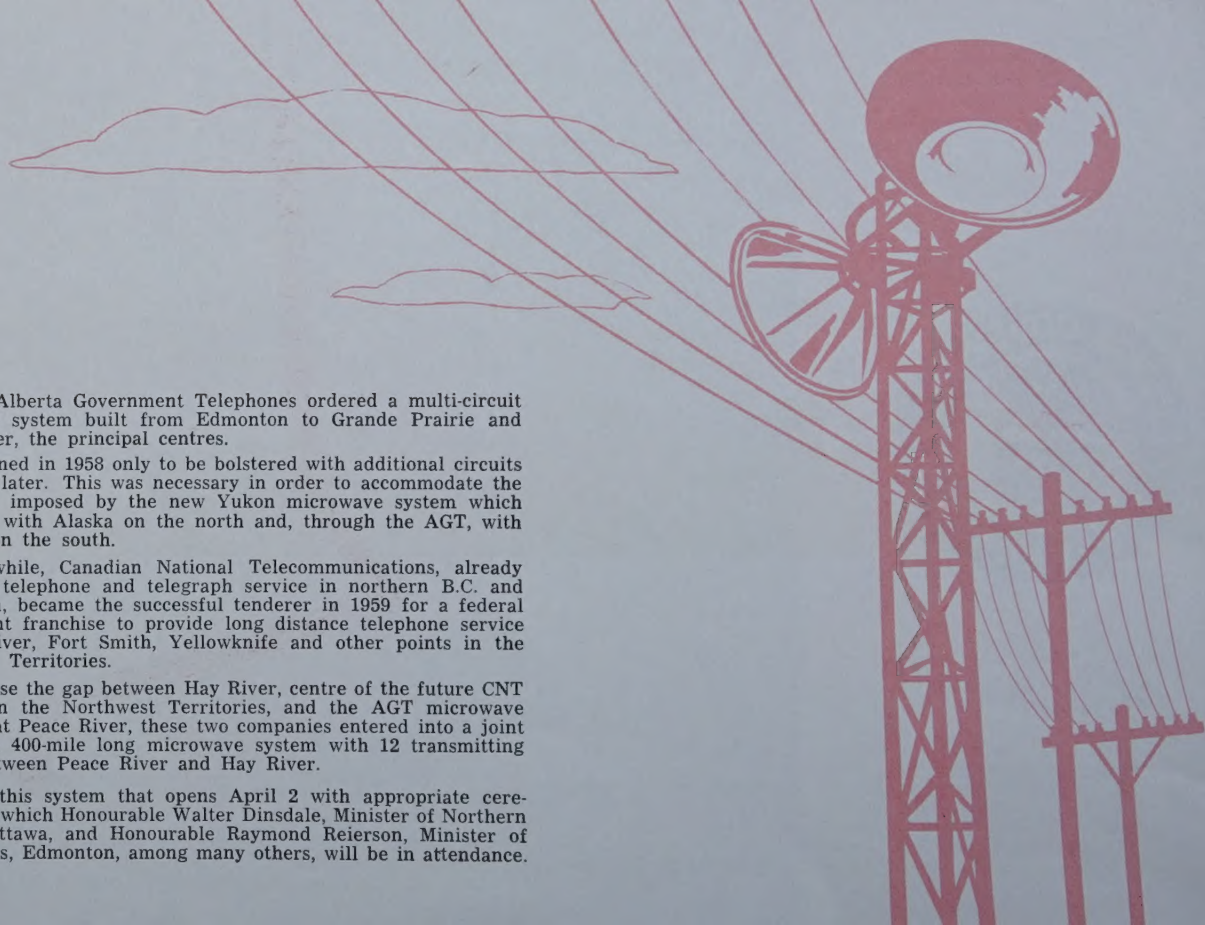 Alberta Government Telephones ordered a multi-circuit
system built from Edmonton to Grande Prairie and
er, the principal centres.
ned in 1958 only to be bolstered with additional circuits
later. This was necessary in order to accommodate the
imposed by the new Yukon microwave system which
with Alaska on the north and, through the AGT, with
n the south.
while, Canadian National Telecommunications, already
telephone and telegraph service in northern B.C. and
, became the successful tenderer in 1959 for a federal
nt franchise to provide long distance telephone service
iver, Fort Smith, Yellowknife and other points in the
Territories.
se the gap between Hay River, centre of the future CNT
n the Northwest Territories, and the AGT microwave
at Peace River, these two companies entered into a joint
400-mile long microwave system with 12 transmitting
tween Peace River and Hay River.
this system that opens April 2 with appropriate cere-
which Honourable Walter Dinsdale, Minister of Northern
ttawa, and Honourable Raymond Reierson, Minister of
s, Edmonton, among many others, will be in attendance.